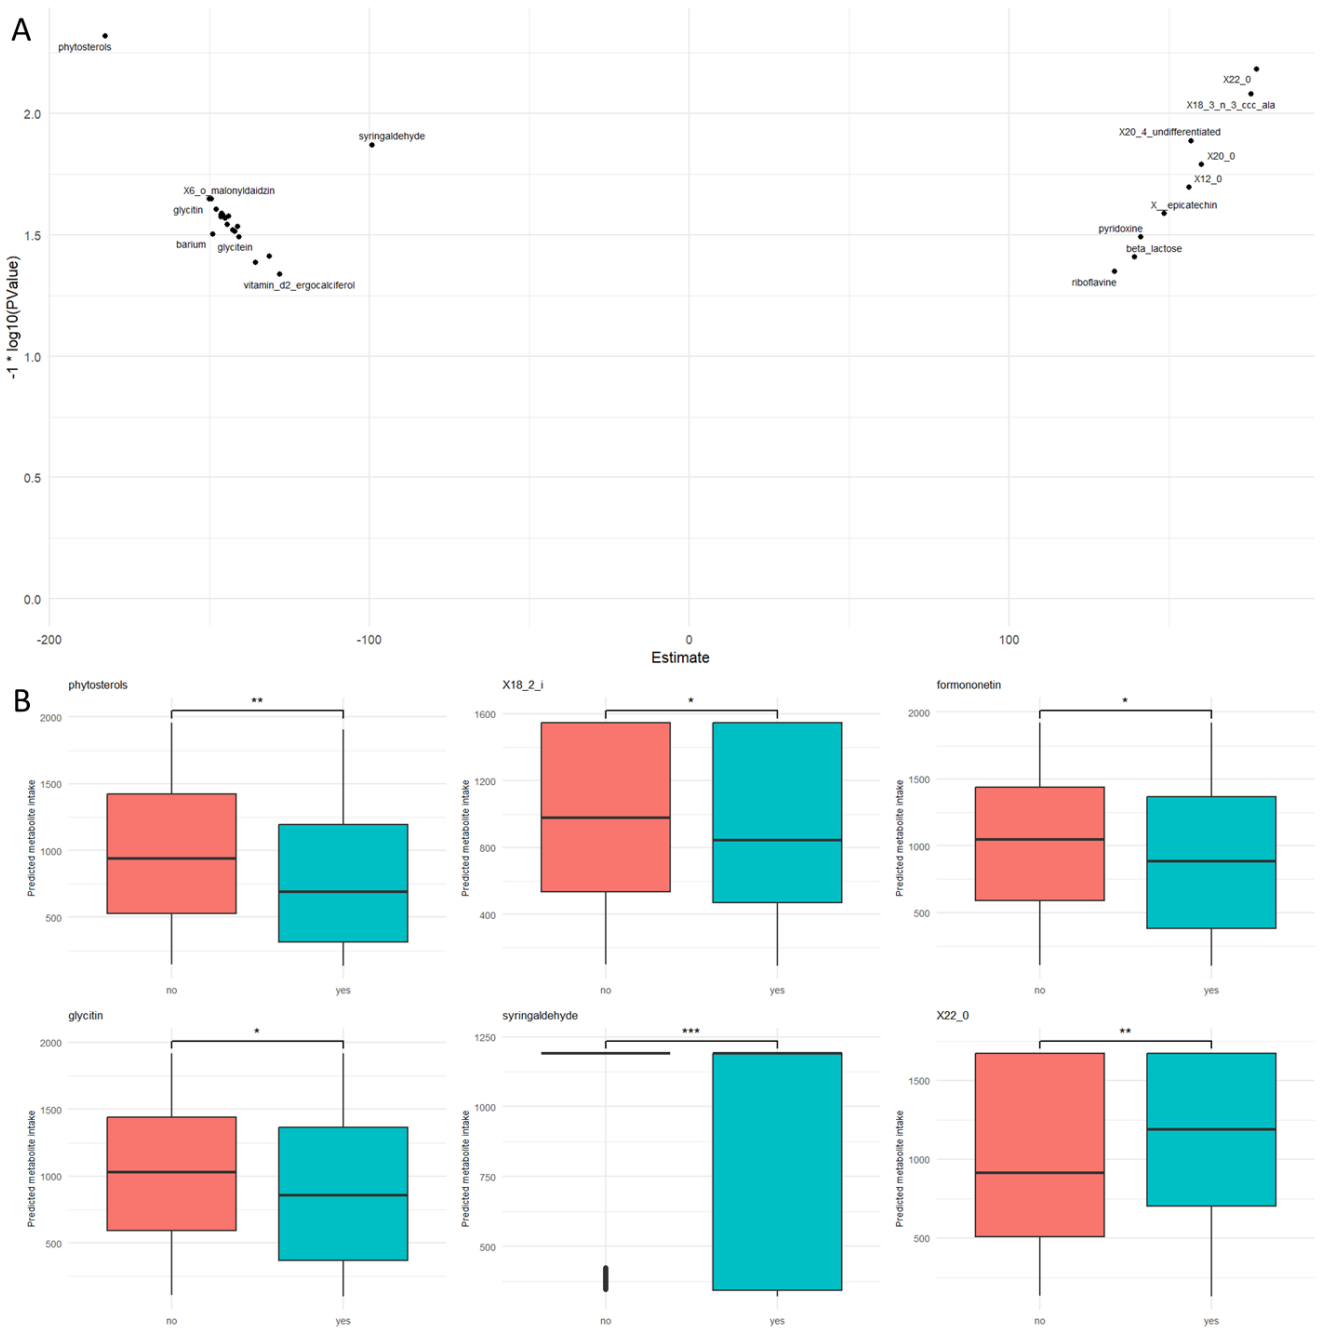 A
phytosterols
X22_0
X18_3_n_3_ccc_ala
2.0
syringaldehyde
X20_4_undifferentiated
X20_0
X12_0
X6_o_malonyldaidzin
glycitin
X__epicatechin
1.5
barium
glycitein
pyridoxine
beta_lactose
vitamin_d2_ergocalciferol
riboflavine
-1 * log10(PValue)
1.0
0.5
0.0
-200
-100
0
100
Estimate
B
phytosterols
**
2000
1500
1000
500
Predicted metabolite intake
no
yes
X18_2_i
*
1600
1200
800
400
Predicted metabolite intake
no
yes
formononetin
*
2000
1500
1000
500
Predicted metabolite intake
no
yes
glycitin
*
2000
1500
1000
500
Predicted metabolite intake
no
yes
syringaldehyde
***
1250
1000
750
500
Predicted metabolite intake
no
yes
X22_0
**
1500
1000
500
Predicted metabolite intake
no
yes